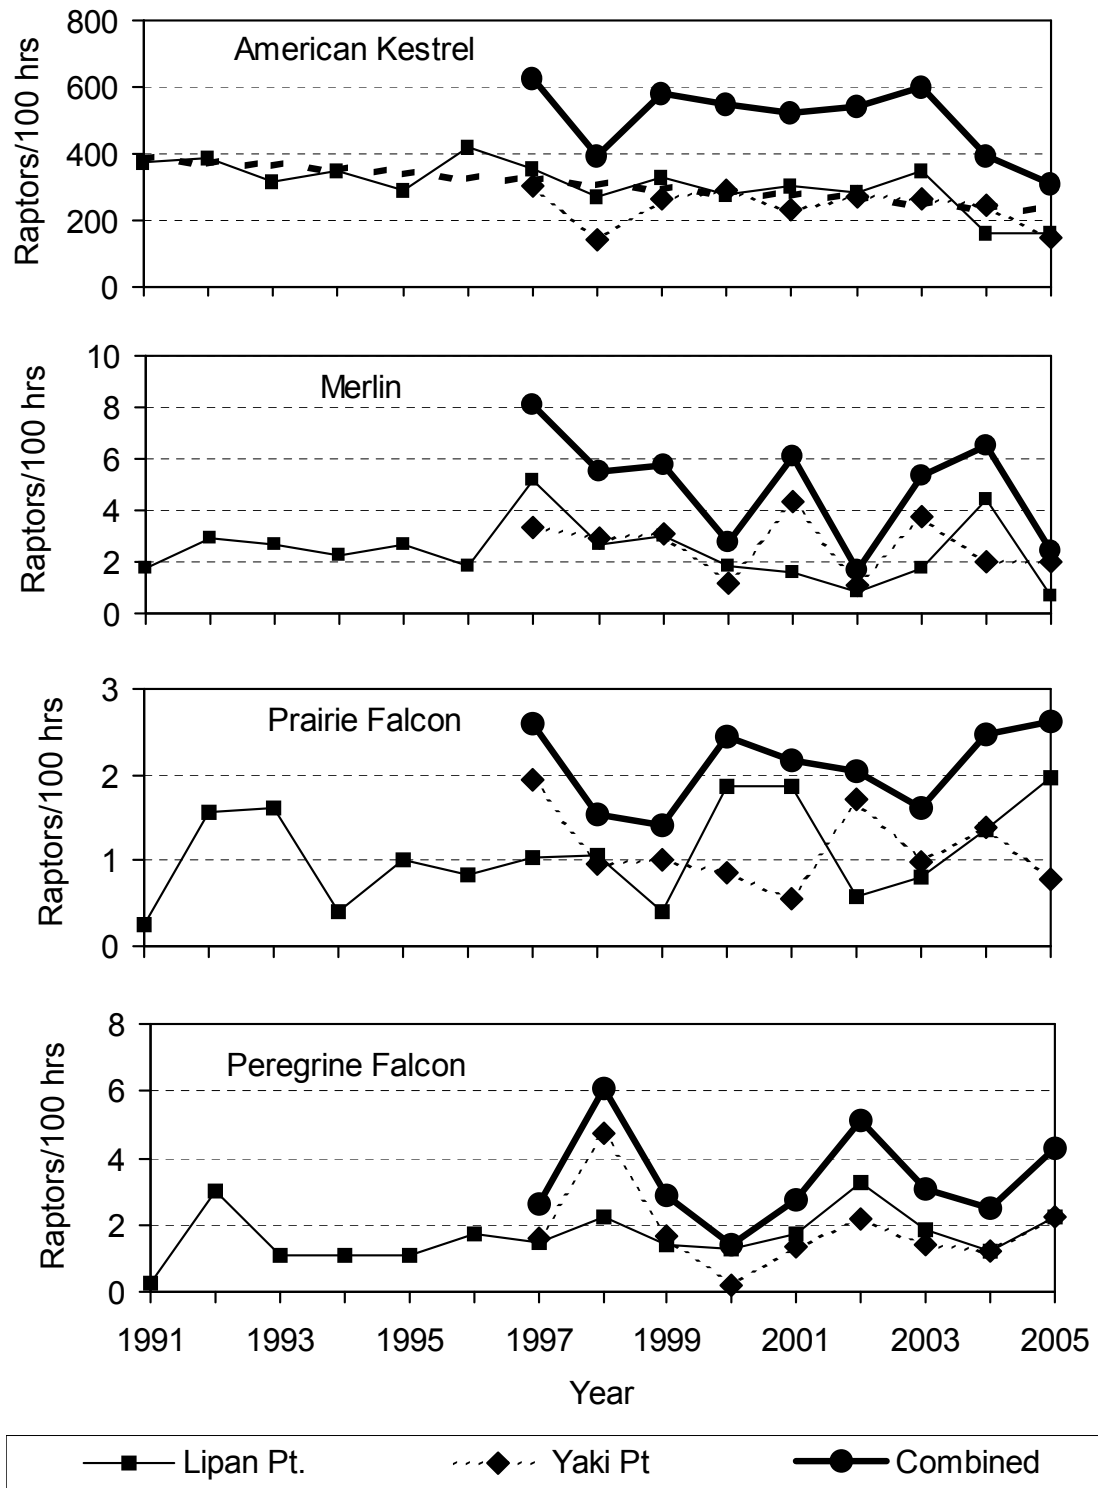 800
American Kestrel
600
400
200
0
Raptors/100 hrs
10
Merlin
8
6
4
2
0
Raptors/100 hrs
3
Prairie Falcon
2
1
0
Raptors/100 hrs
8
Peregrine Falcon
6
4
2
0
Raptors/100 hrs
1991 1993 1995 1997 1999 2001 2003 2005
Year
Lipan Pt. Yaki Pt Combined